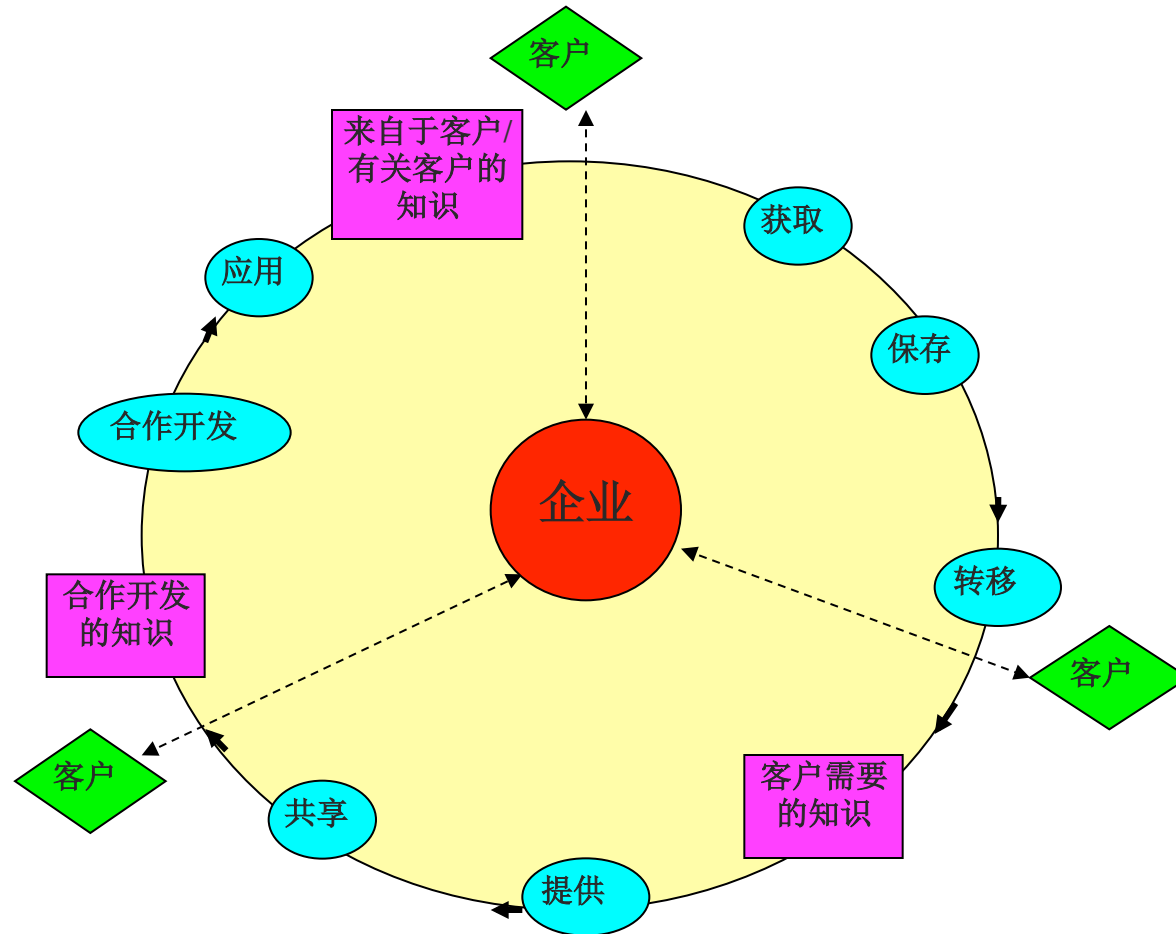 客户
来自于客户/
有关客户的
知识
获取
应用
保存
合作开发
企业
转移
合作开发
的知识
客户
客户
客户需要
的知识
共享
提供